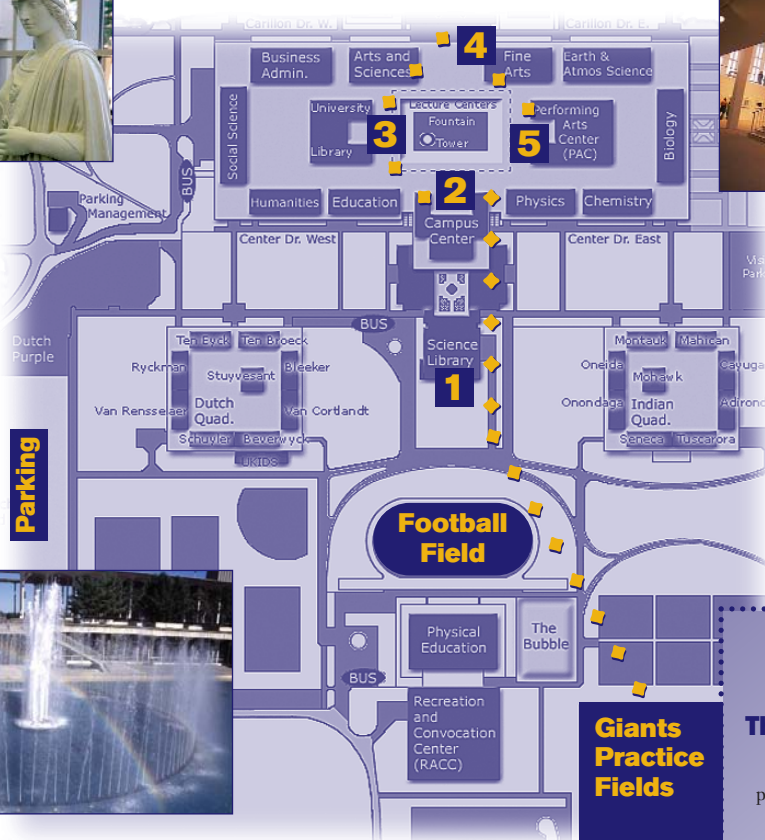 Carillon Dr. W.
Carillon Dr. E.
4
Business
Admin.
Arts and
Sciences
Fine
Arts
Earth &
Atmos Science
Social Science
University
Library
3
Lecture Centers
Fountain
Tower
5
Performing
Arts
Center
(PAC)
Biology
BUS
Parking
Management
Humanities
Education
2
Campus
Center
Physics
Chemistry
Center Dr. West
Center Dr. East
Dutch
Purple
BUS
Science
Library
1
Ten Eyck
Ten Broeck
Ryckman
Bleeker
Stuyvesant
Van Rensselaer
Dutch
Quad.
Van Cortlandt
Schuyler
Beverwyck
UKIDS
Montauk
Mahican
Oneida
Cayuga
Mohawk
Onondaga
Indian
Quad.
Seneca
Tuscarora
Parking
Football
Field
Physical
Education
The
Bubble
BUS
Recreation
and
Convocation
Center
(RACC)
Giants
Practice
Fields